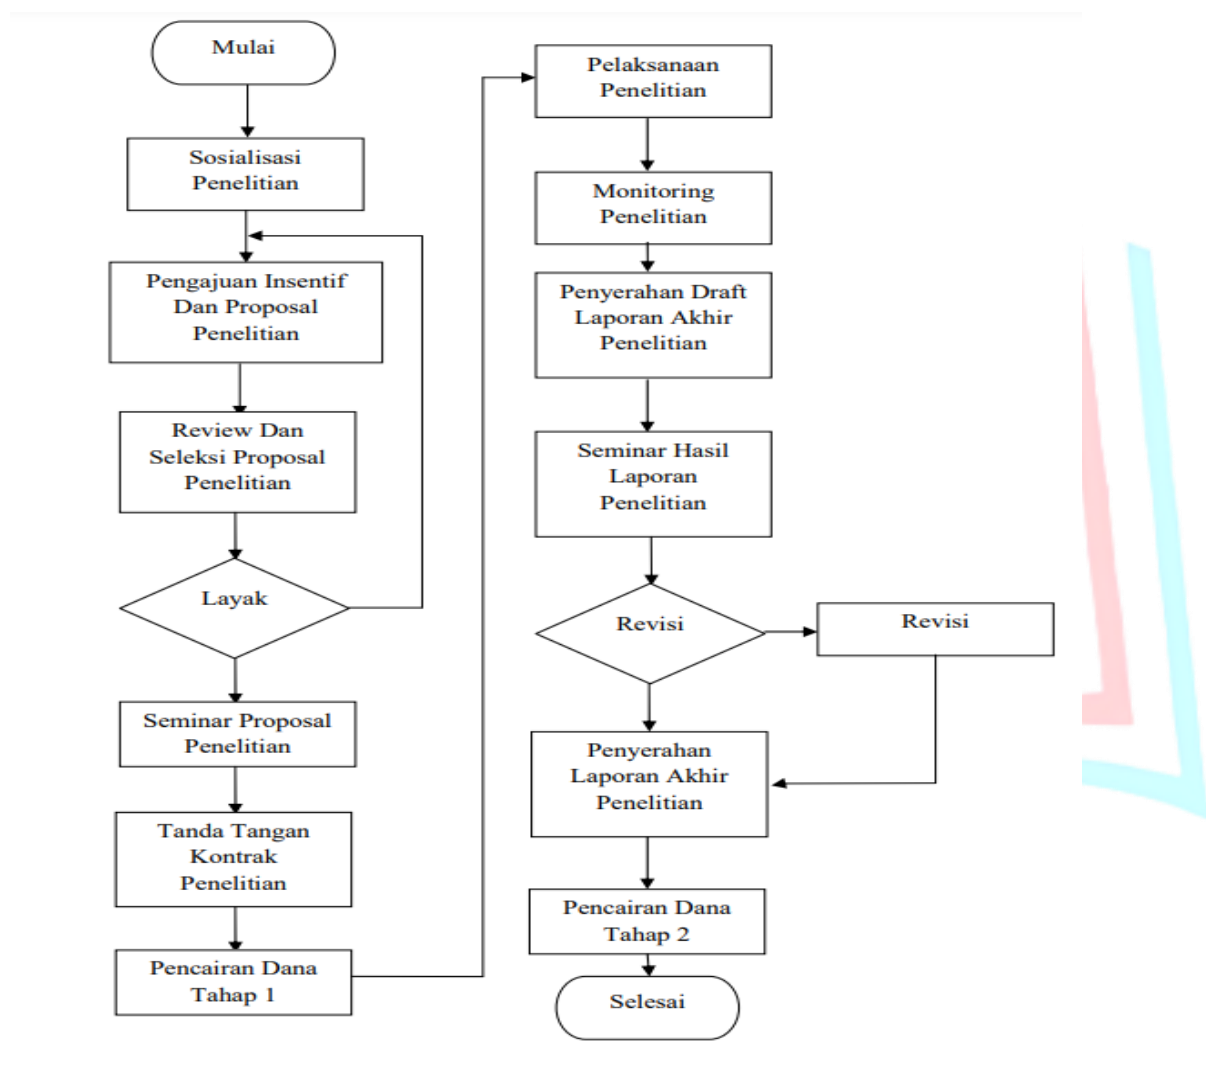 Mulai
Sosialisasi
Penelitian
Pengajuan Insentif
Dan Proposal
Penelitian
Review Dan
Seleksi Proposal
Penelitian
Layak
Seminar Proposal
Penelitian
Tanda Tangan
Kontrak
Penelitian
Pencairan Dana
Tahap 1
Pelaksanaan
Penelitian
Monitoring
Penelitian
Penyerahan Draft
Laporan Akhir
Penelitian
Seminar Hasil
Laporan
Penelitian
Revisi
Revisi
Penyerahan
Laporan Akhir
Penelitian
Pencairan Dana
Tahap 2
Selesai